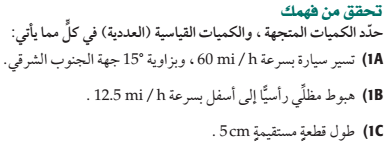 تحقق من فهمك
حدّد الكميات المتجهة ، والكميات القياسية (العددية) في كلٍّ مما يأتي:
(1A تسير سيارة بسرعة 60 mi / h ، وبزاوية 15° جهة الجنوب الشرقي.
(1B هبوط مظلِّي رأسيًّا إلى أسفل بسرعة 12.5 mi / h .
(1C طول قطعةٍ مستقيمةٍ 5 cm .